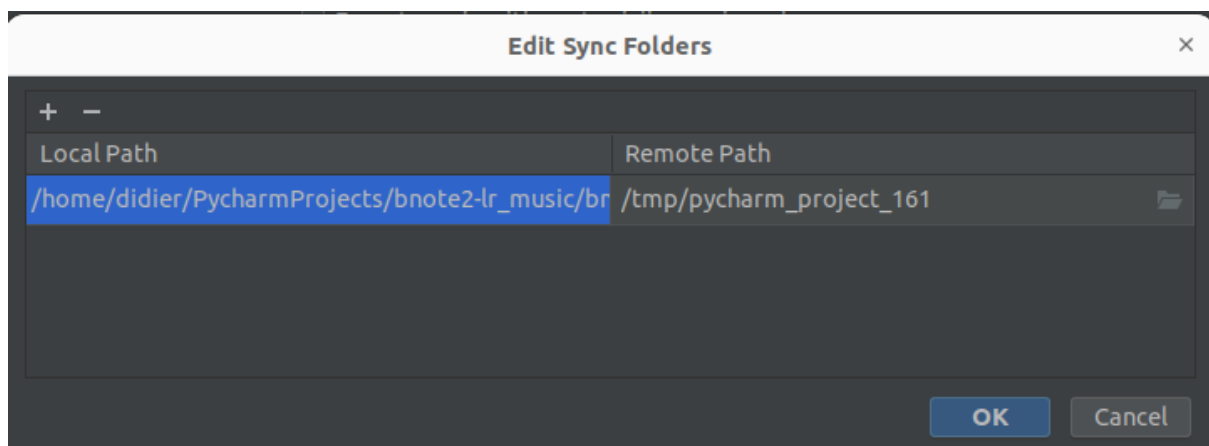 Edit Sync Folders ×
+ −
Local Path Remote Path
/home/didier/PycharmProjects/bnote2-lr_music/br /tmp/pycharm_project_161
OK Cancel